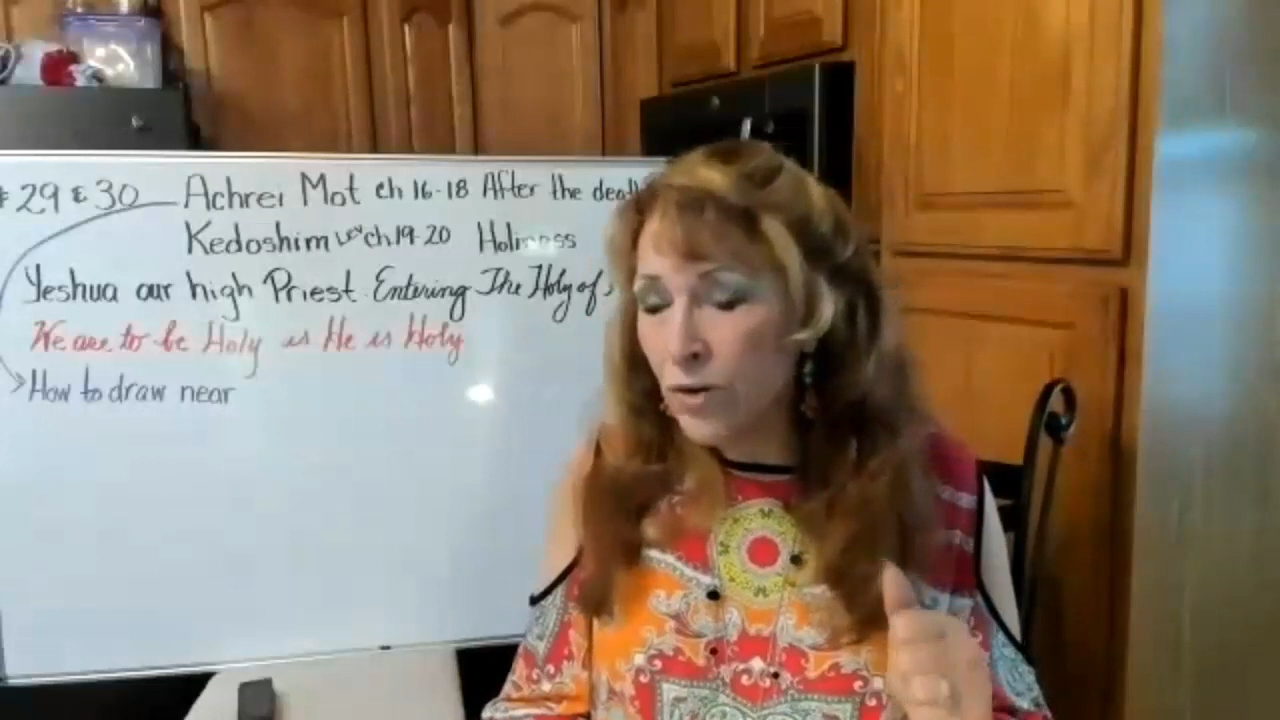 # 29 & 30 Achrei Mot ch 16-18 After the death
Kedoshim Lev ch 19-20 Holiness
Yeshua our high Priest Entering The Holy of
We are to be Holy as He is Holy
How to draw near